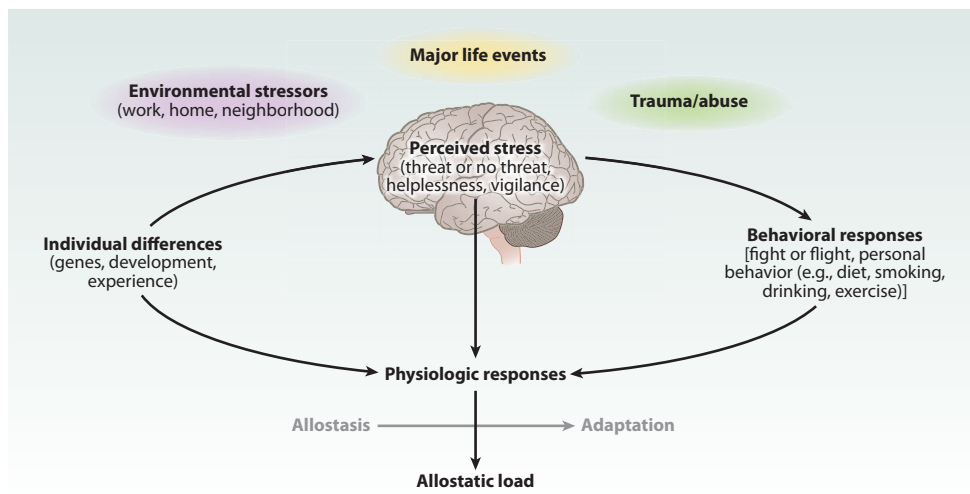 Major life events
Environmental stressors
(work, home, neighborhood)
Trauma/abuse
Perceived stress
(threat or no threat,
helplessness, vigilance)
Individual differences
(genes, development,
experience)
Behavioral responses
[fight or flight, personal
behavior (e.g., diet, smoking,
drinking, exercise)]
Physiologic responses
Allostasis
Adaptation
Allostatic load